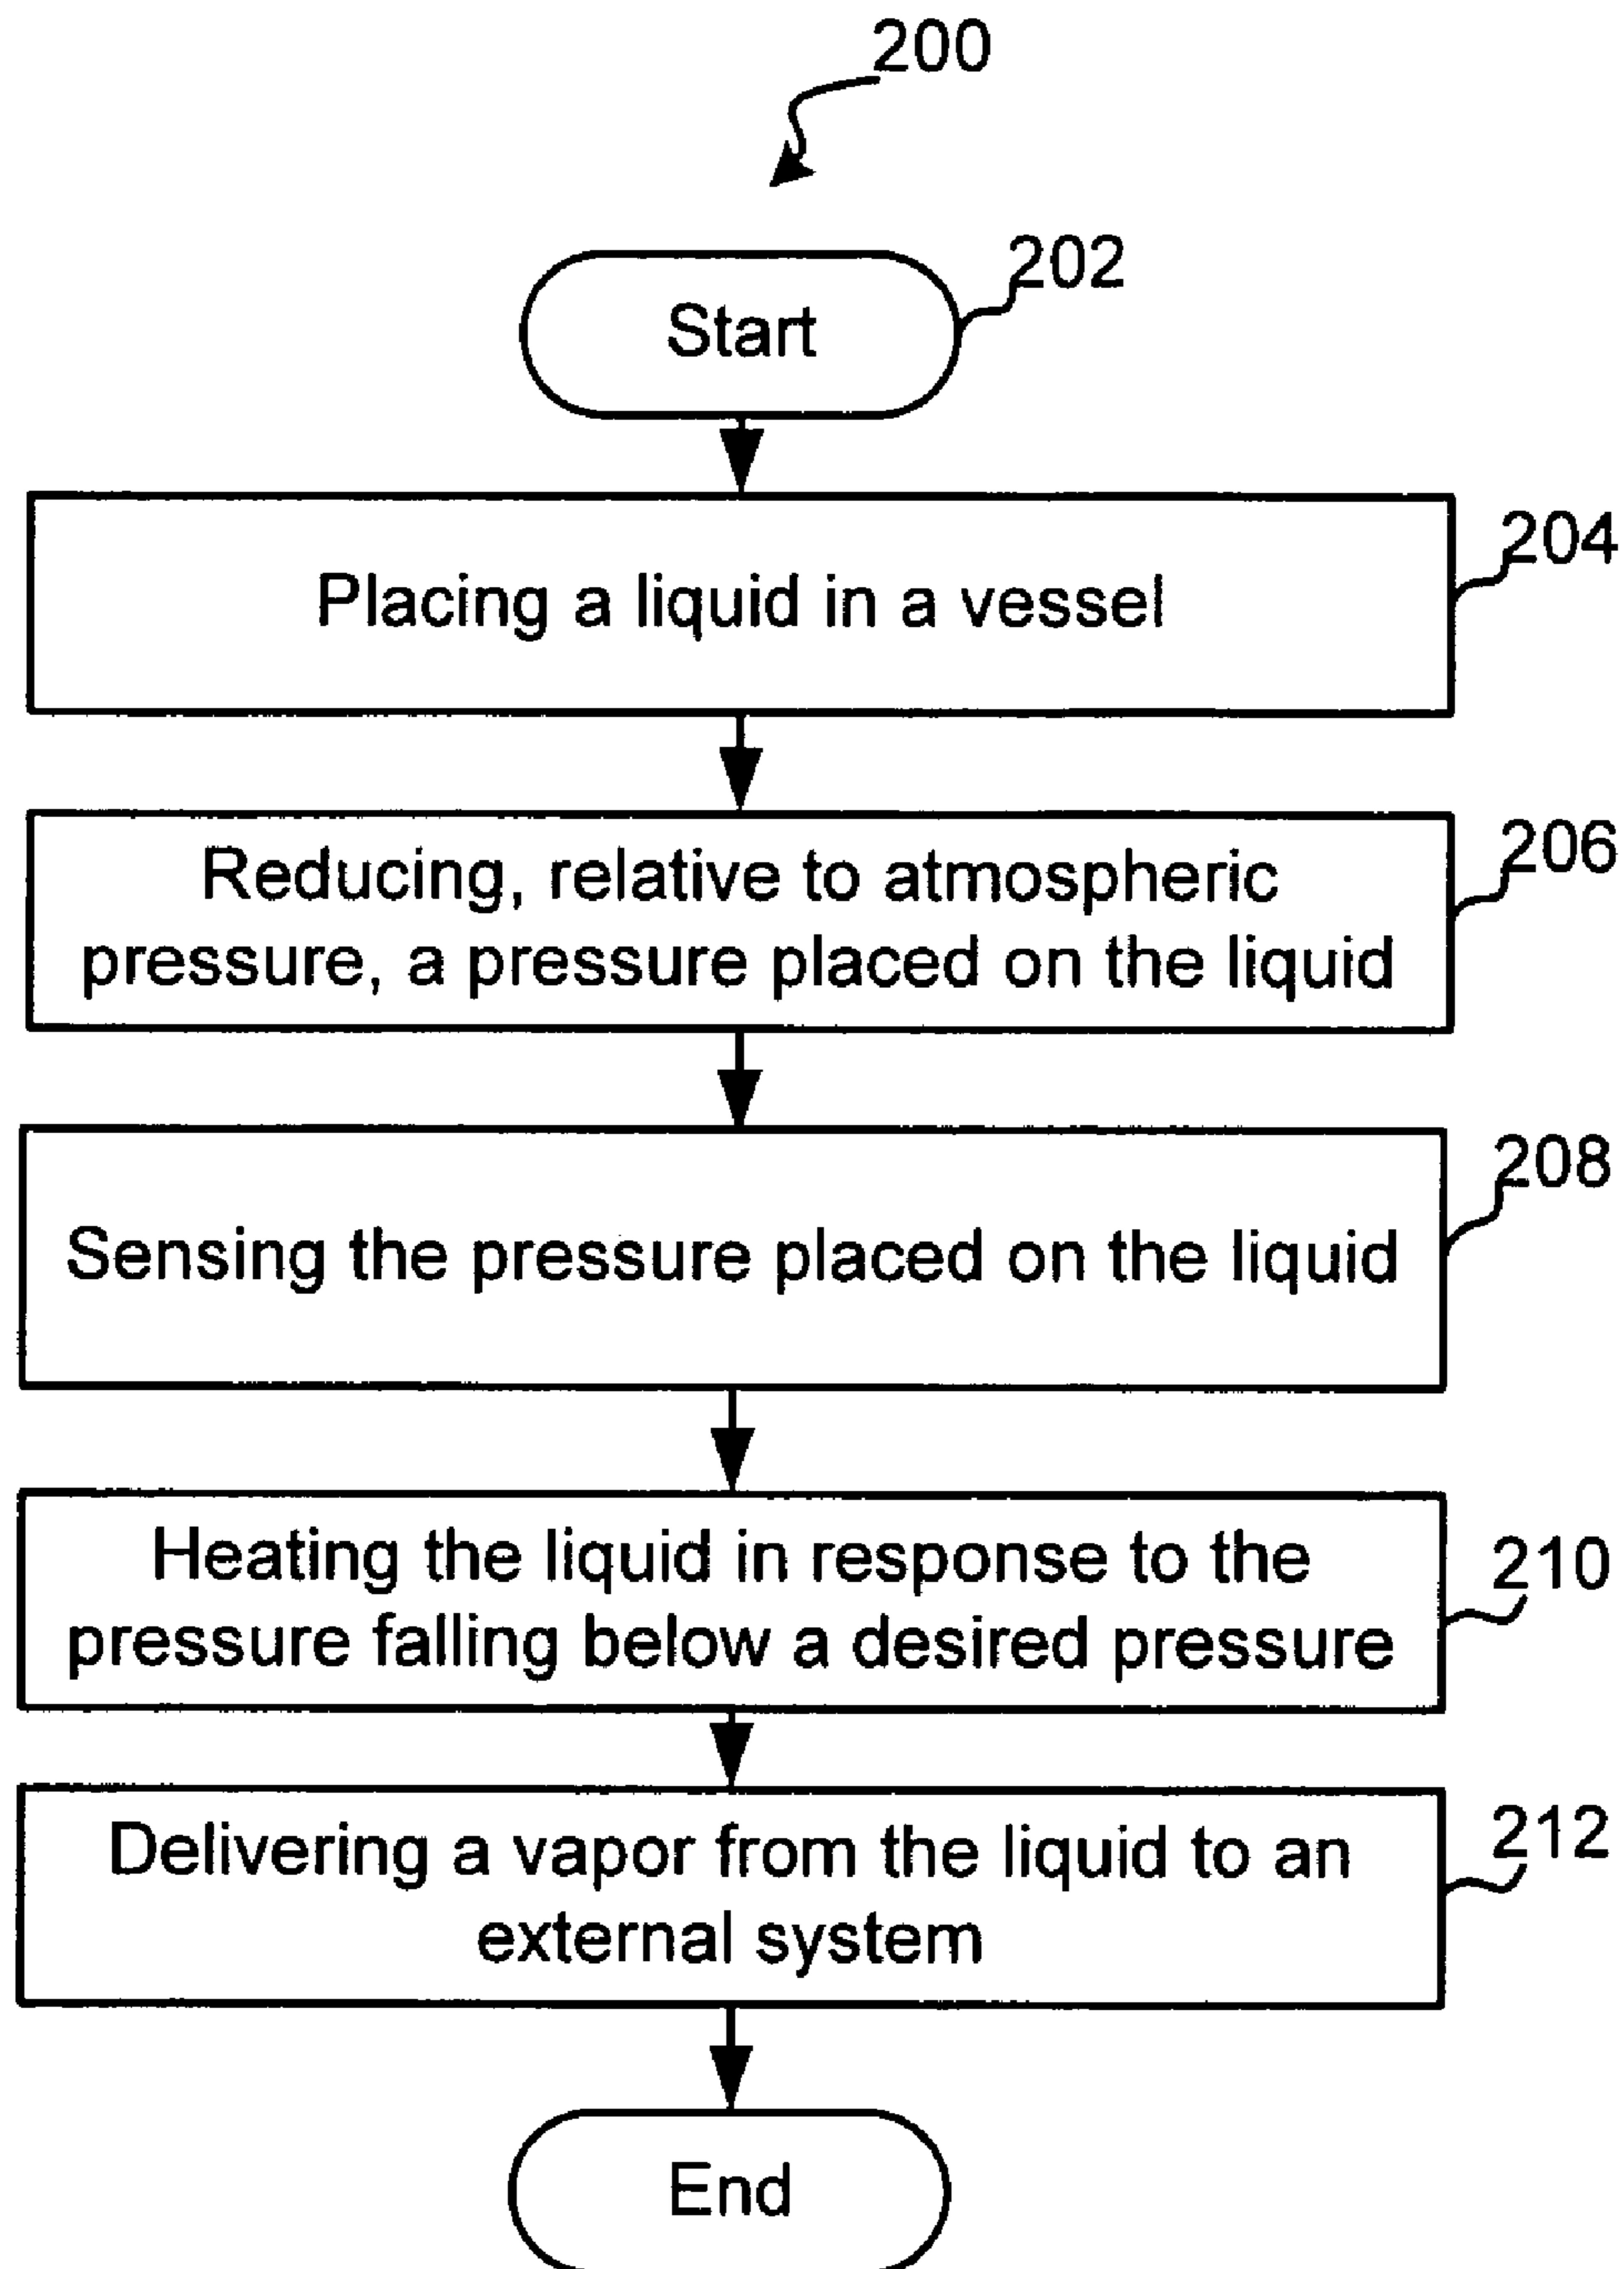 200
202
Start
204
Placing a liquid in a vessel
206
Reducing, relative to atmospheric
pressure, a pressure placed on the liquid
208
Sensing the pressure placed on the liquid
210
Heating the liquid in response to the
pressure falling below a desired pressure
212
Delivering a vapor from the liquid to an
external system
End